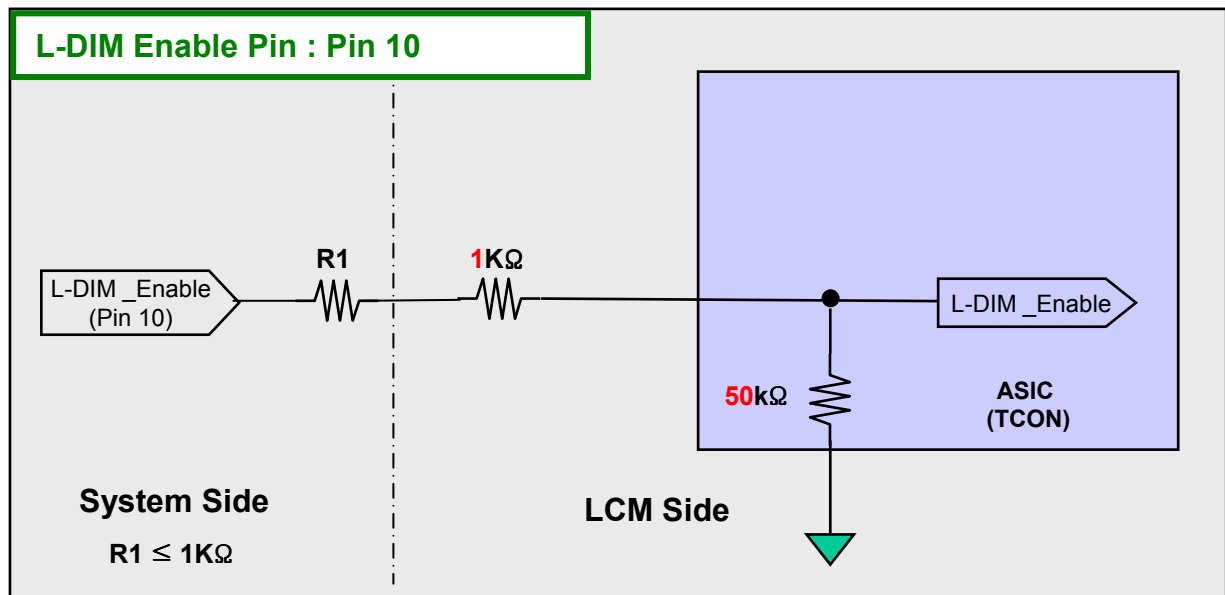 L-DIM Enable Pin : Pin 10
R1
1KΩ
L-DIM _Enable
(Pin 10)
L-DIM _Enable
50kΩ
ASIC
(TCON)
System Side
LCM Side
R1 ≤ 1KΩ